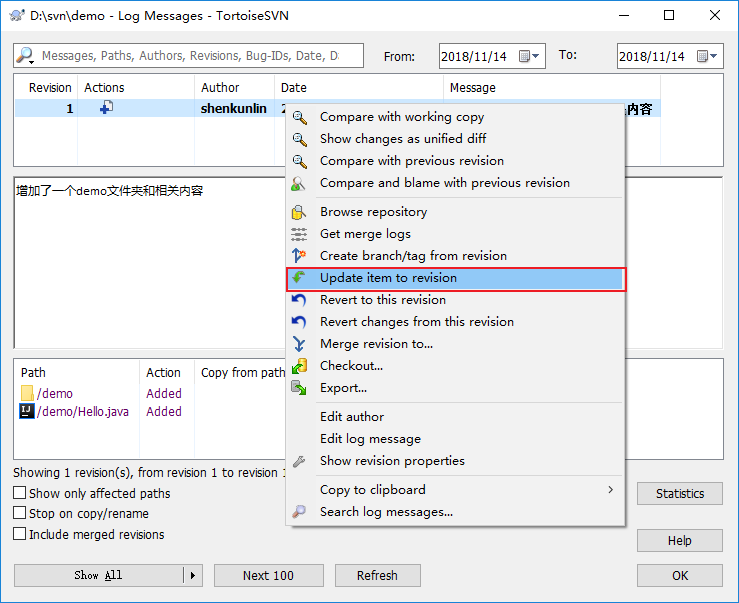 D:\svn\demo - Log Messages - TortoiseSVN
Messages, Paths, Authors, Revisions, Bug-IDs, Date, D:
From:
2018/11/14
To:
2018/11/14
Revision Actions Author Date Message
1 shenkunlin 2 内容
Compare with working copy
Show changes as unified diff
Compare with previous revision
Compare and blame with previous revision
Browse repository
Get merge logs
Create branch/tag from revision
Update item to revision
Revert to this revision
Revert changes from this revision
Merge revision to...
Checkout...
Export...
Edit author
Edit log message
Show revision properties
Copy to clipboard
Search log messages...
增加了一个demo文件夹和相关内容
Path Action Copy from path
/demo Added
/demo/Hello.java Added
Showing 1 revision(s), from revision 1 to revision 1
Show only affected paths
Stop on copy/rename
Include merged revisions
Statistics
Help
Show All
Next 100
Refresh
OK